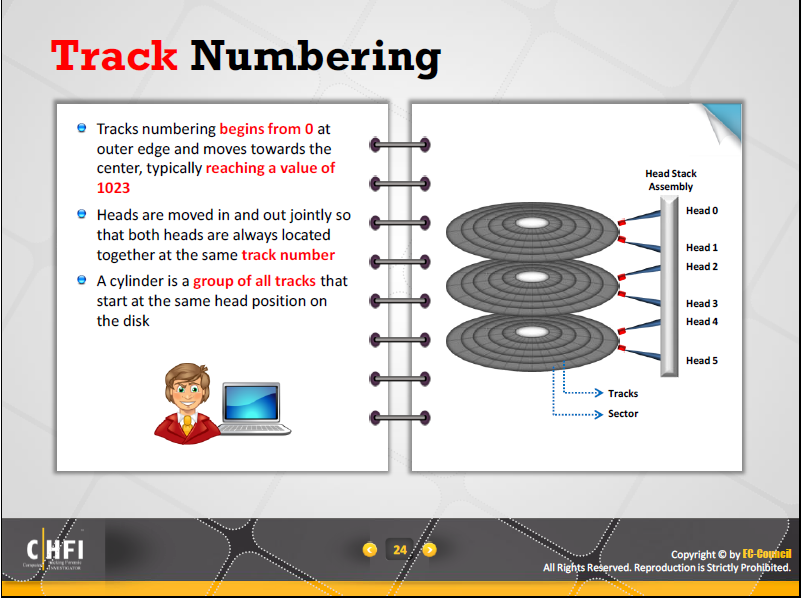 Track Numbering
Tracks numbering begins from 0 at
outer edge and moves towards the
center, typically reaching a value of
1023
Heads are moved in and out jointly so
that both heads are always located
together at the same track number
A cylinder is a group of all tracks that
start at the same head position on
the disk
Head Stack
Assembly
Head 0
Head 1
Head 2
Head 3
Head 4
Head 5
Tracks
Sector
CHFI
INVESTIGATOR
24
Copyright © by EC-Council
All Rights Reserved. Reproduction is Strictly Prohibited.